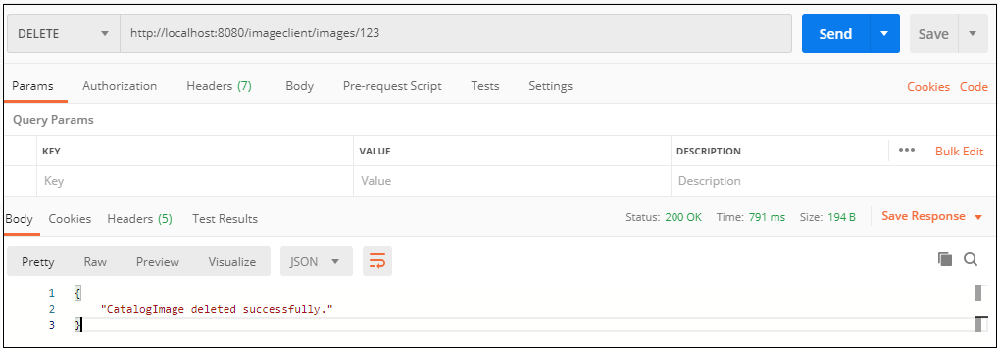 DELETE http://localhost:8080/imageclient/images/123 Send Save
Params Authorization Headers (7) Body Pre-request Script Tests Settings Cookies Code
Query Params
KEY VALUE DESCRIPTION ••• Bulk Edit
Key Value Description
Body Cookies Headers (5) Test Results Status: 200 OK Time: 791 ms Size: 194 B Save Response
Pretty Raw Preview Visualize JSON
1 {
2 "CatalogImage deleted successfully."
3 }